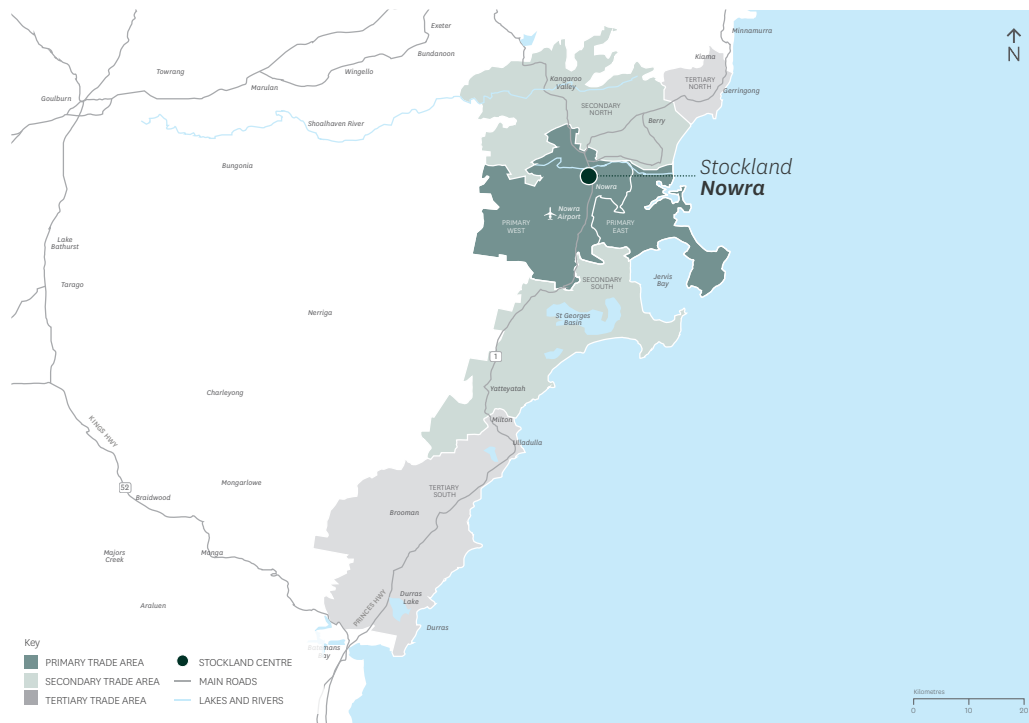 Exeter
Minnamurra
N
Bundanoon
Kiama
Towrang
Wingello
Kangaroo
Valley
TERTIARY
NORTH
Marulan
Gerringong
Goulburn
SECONDARY
NORTH
Berry
Shoalhaven River
Bungonia
Stockland
Nowra
Nowra
Nowra
Airport
PRIMARY
WEST
PRIMARY
EAST
Lake
Bathurst
Jervis
Bay
Tarago
SECONDARY
SOUTH
Nerriga
St Georges
Basin
1
Charleyong
Yatteyatah
KINGS HWY
Milton
Ulladulla
Mongarlowe
52
Braidwood
TERTIARY
SOUTH
Brooman
Majors
Creek
Monga
Araluen
PRINCES HWY
Durras
Lake
Durras
Bay
Key
PRIMARY TRADE AREA
STOCKLAND CENTRE
SECONDARY TRADE AREA
MAIN ROADS
TERTIARY TRADE AREA
LAKES AND RIVERS
Kilometres
0 10 20